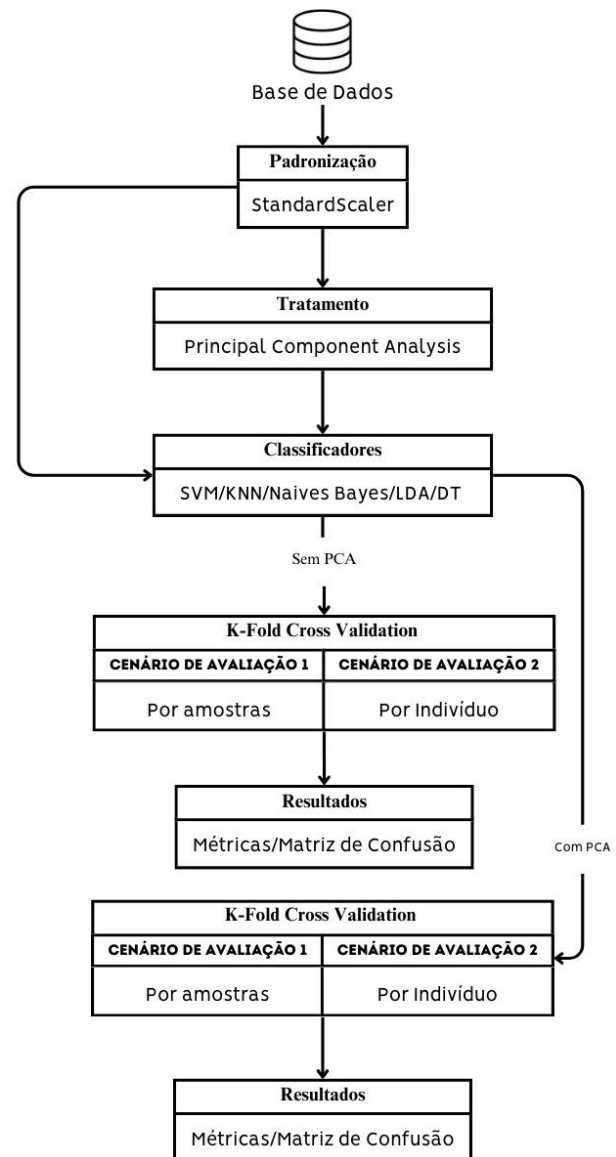 Base de Dados
Padronização
StandardScaler
Tratamento
Principal Component Analysis
Classificadores
SVM/KNN/Naives Bayes/LDA/DT
Sem PCA
K-Fold Cross Validation
CENÁRIO DE AVALIAÇÃO 1 CENÁRIO DE AVALIAÇÃO 2
Por amostras Por Indivíduo
Resultados
Métricas/Matriz de Confusão
Com PCA
K-Fold Cross Validation
CENÁRIO DE AVALIAÇÃO 1 CENÁRIO DE AVALIAÇÃO 2
Por amostras Por Indivíduo
Resultados
Métricas/Matriz de Confusão